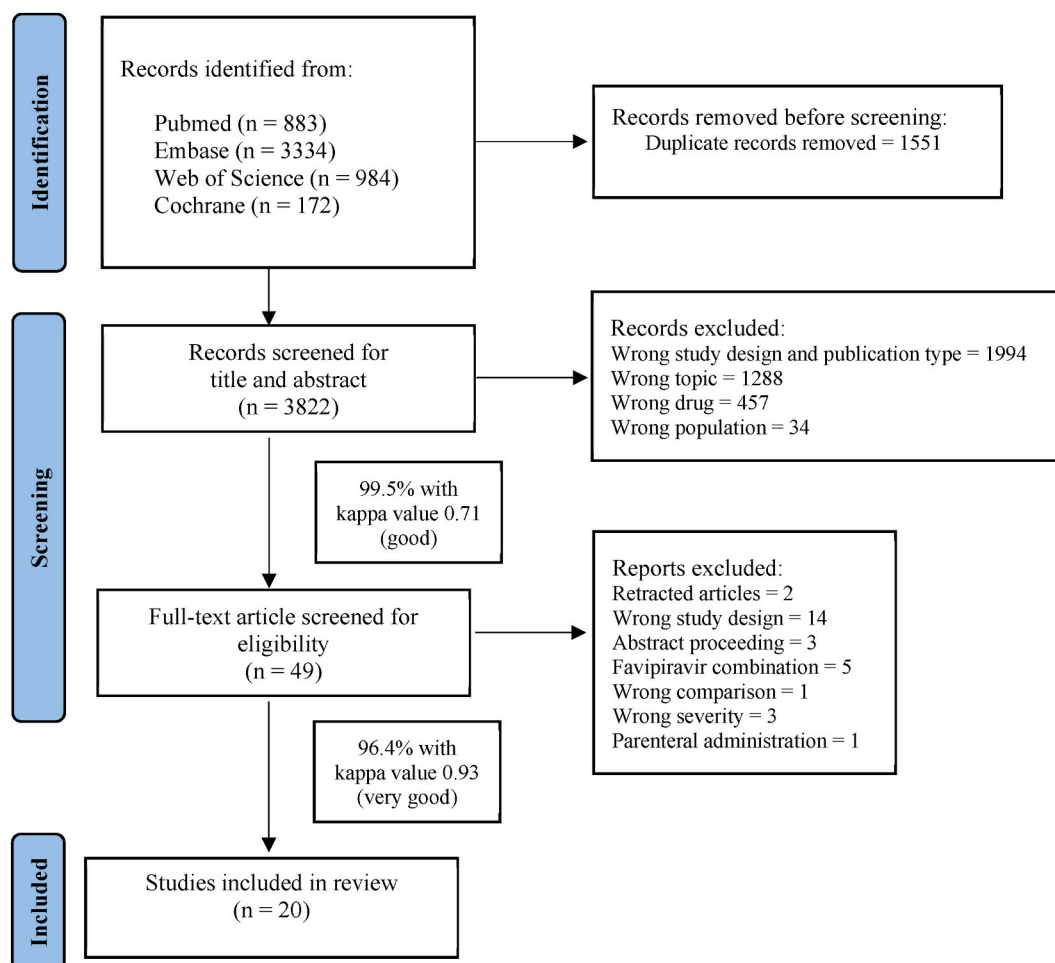 Identification
Records identified from:
Pubmed (n = 883)
Embase (n = 3334)
Web of Science (n = 984)
Cochrane (n = 172)
Records removed before screening:
Duplicate records removed = 1551
Screening
Records screened for
title and abstract
(n = 3822)
Records excluded:
Wrong study design and publication type = 1994
Wrong topic = 1288
Wrong drug = 457
Wrong population = 34
99.5% with
kappa value 0.71
(good)
Full-text article screened for
eligibility
(n = 49)
Reports excluded:
Retracted articles = 2
Wrong study design = 14
Abstract proceeding = 3
Favipiravir combination = 5
Wrong comparison = 1
Wrong severity = 3
Parenteral administration = 1
96.4% with
kappa value 0.93
(very good)
Included
Studies included in review
(n = 20)